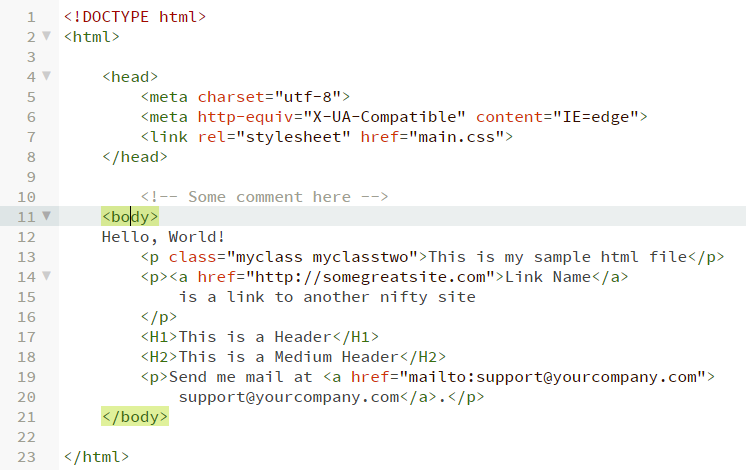 1 <!DOCTYPE html>
2 <html>
3
4 <head>
5 <meta charset="utf-8">
6 <meta http-equiv="X-UA-Compatible" content="IE=edge">
7 <link rel="stylesheet" href="main.css">
8 </head>
9
10 <!-- Some comment here -->
11 <body>
12 Hello, World!
13 <p class="myclass myclasstwo">This is my sample html file</p>
14 <p><a href="http://somegreatsite.com">Link Name</a>
15 is a link to another nifty site
16 </p>
17 <H1>This is a Header</H1>
18 <H2>This is a Medium Header</H2>
19 <p>Send me mail at <a href="mailto:support@yourcompany.com">
20 support@yourcompany.com</a>.</p>
21 </body>
22
23 </html>